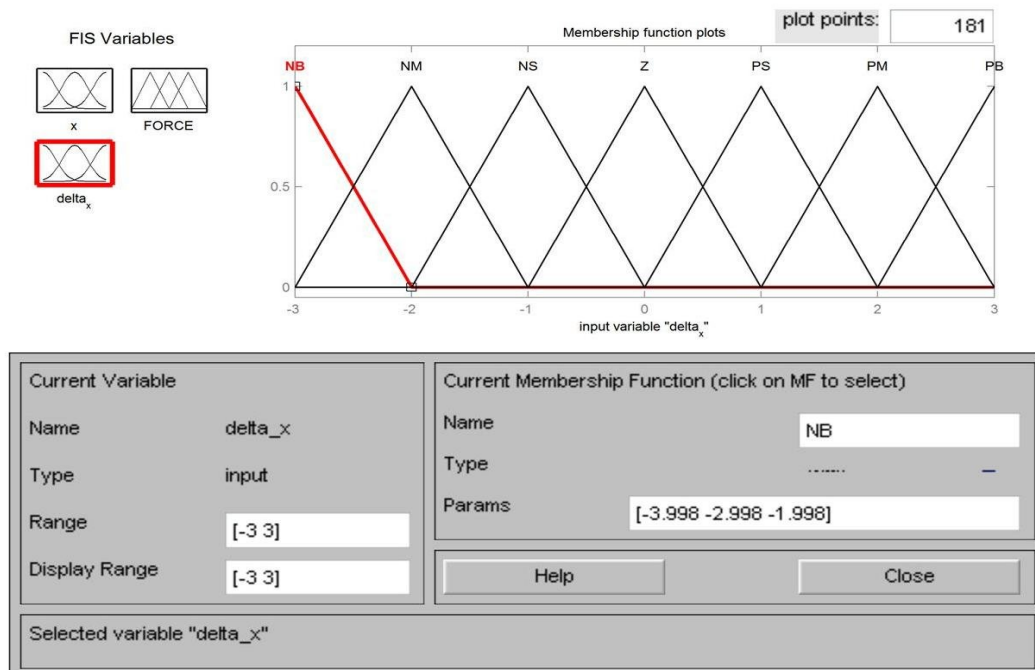 FIS Variables
x
FORCE
delta_x
Membership function plots
plot points: 181
NB NM NS Z PS PM PB
1
0.5
0
-3 -2 -1 0 1 2 3
input variable "delta_x"
Current Variable
Name delta_x
Type input
Range [-3 3]
Display Range [-3 3]
Current Membership Function (click on MF to select)
Name NB
Type
Params [-3.998 -2.998 -1.998]
Help Close
Selected variable "delta_x"